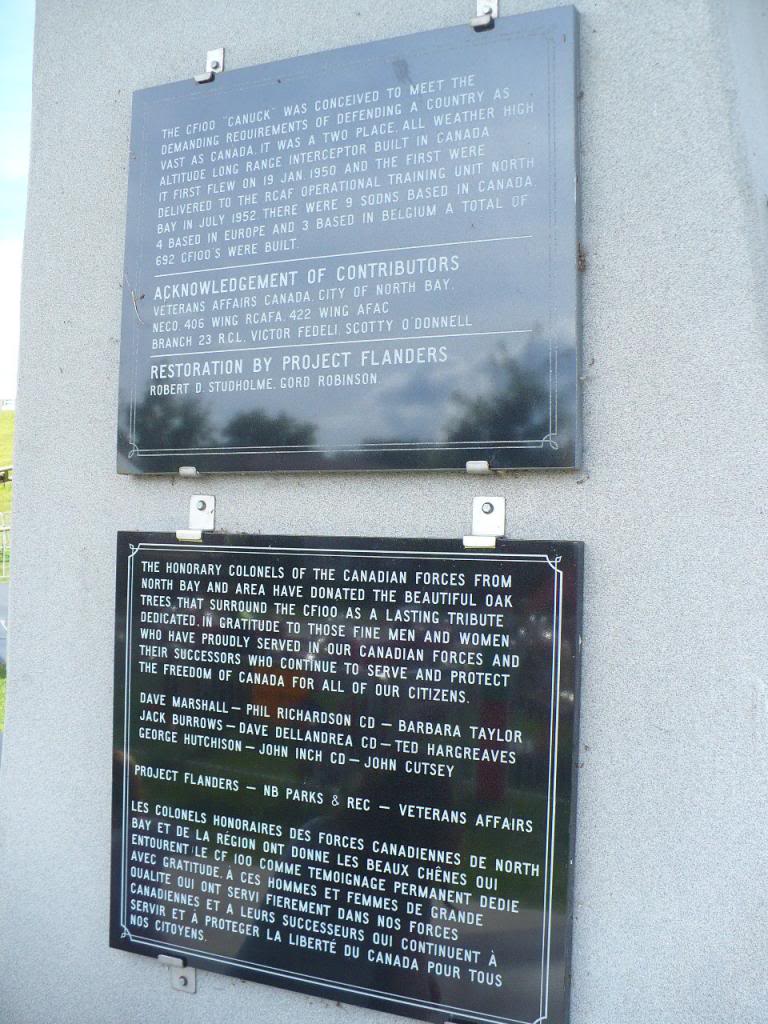 THE CF100 "CANUCK" WAS CONCEIVED TO MEET THE
DEMANDING REQUIREMENTS OF DEFENDING A COUNTRY AS
VAST AS CANADA. IT WAS A TWO PLACE, ALL WEATHER HIGH
ALTITUDE LONG RANGE INTERCEPTOR BUILT IN CANADA
IT FIRST FLEW ON 19 JAN. 1950 AND THE FIRST WERE
DELIVERED TO THE RCAF OPERATIONAL TRAINING UNIT NORTH
BAY IN JULY 1952. THERE WERE 9 SQDNS BASED IN CANADA.
4 BASED IN EUROPE AND 3 BASED IN BELGIUM A TOTAL OF
692 CF100'S WERE BUILT.
ACKNOWLEDGEMENT OF CONTRIBUTORS
VETERANS AFFAIRS CANADA, CITY OF NORTH BAY,
NECO, 406 WING RCAFA, 422 WING AFAC
BRANCH 23 R.C.L. VICTOR FEDELI, SCOTTY O'DONNELL
RESTORATION BY PROJECT FLANDERS
ROBERT D. STUDHOLME, GORD ROBINSON.
THE HONORARY COLONELS OF THE CANADIAN FORCES FROM
NORTH BAY AND AREA HAVE DONATED THE BEAUTIFUL OAK
TREES THAT SURROUND THE CF100 AS A LASTING TRIBUTE
DEDICATED, IN GRATITUDE TO THOSE FINE MEN AND WOMEN
WHO HAVE PROUDLY SERVED IN OUR CANADIAN FORCES AND
THEIR SUCCESSORS WHO CONTINUE TO SERVE AND PROTECT
THE FREEDOM OF CANADA FOR ALL OF OUR CITIZENS.
DAVE MARSHALL – PHIL RICHARDSON CD – BARBARA TAYLOR
JACK BURROWS – DAVE DELLANDREA CD – TED HARGREAVES
GEORGE HUTCHISON – JOHN INCH CD – JOHN CUTSEY
PROJECT FLANDERS – NB PARKS & REC – VETERANS AFFAIRS
LES COLONELS HONORAIRES DES FORCES CANADIENNES DE NORTH
BAY ET DE LA RÉGION ONT DONNE LES BEAUX CHÊNES QUI
ENTOURENT LE CF 100 COMME TEMOIGNAGE PERMANENT DEDIE
AVEC GRATITUDE, À CES HOMMES ET FEMMES DE GRANDE
QUALITE QUI ONT SERVI FIEREMENT DANS NOS FORCES
CANADIENNES ET A LEURS SUCCESSEURS QUI CONTINUENT À
SERVIR ET À PROTEGER LA LIBERTÉ DU CANADA POUR TOUS
NOS CITOYENS.